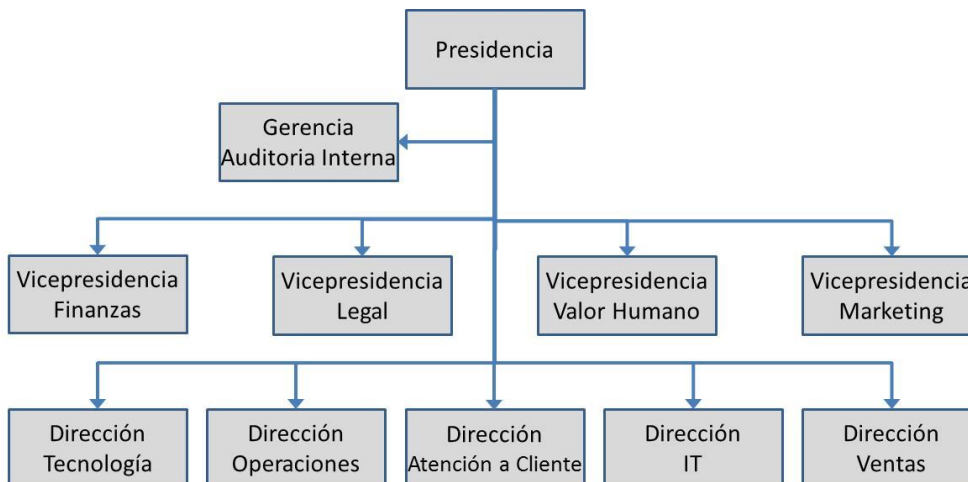 Presidencia
Gerencia
Auditoria Interna
Vicepresidencia
Finanzas
Vicepresidencia
Legal
Vicepresidencia
Valor Humano
Vicepresidencia
Marketing
Dirección
Tecnología
Dirección
Operaciones
Dirección
Atención a Cliente
Dirección
IT
Dirección
Ventas